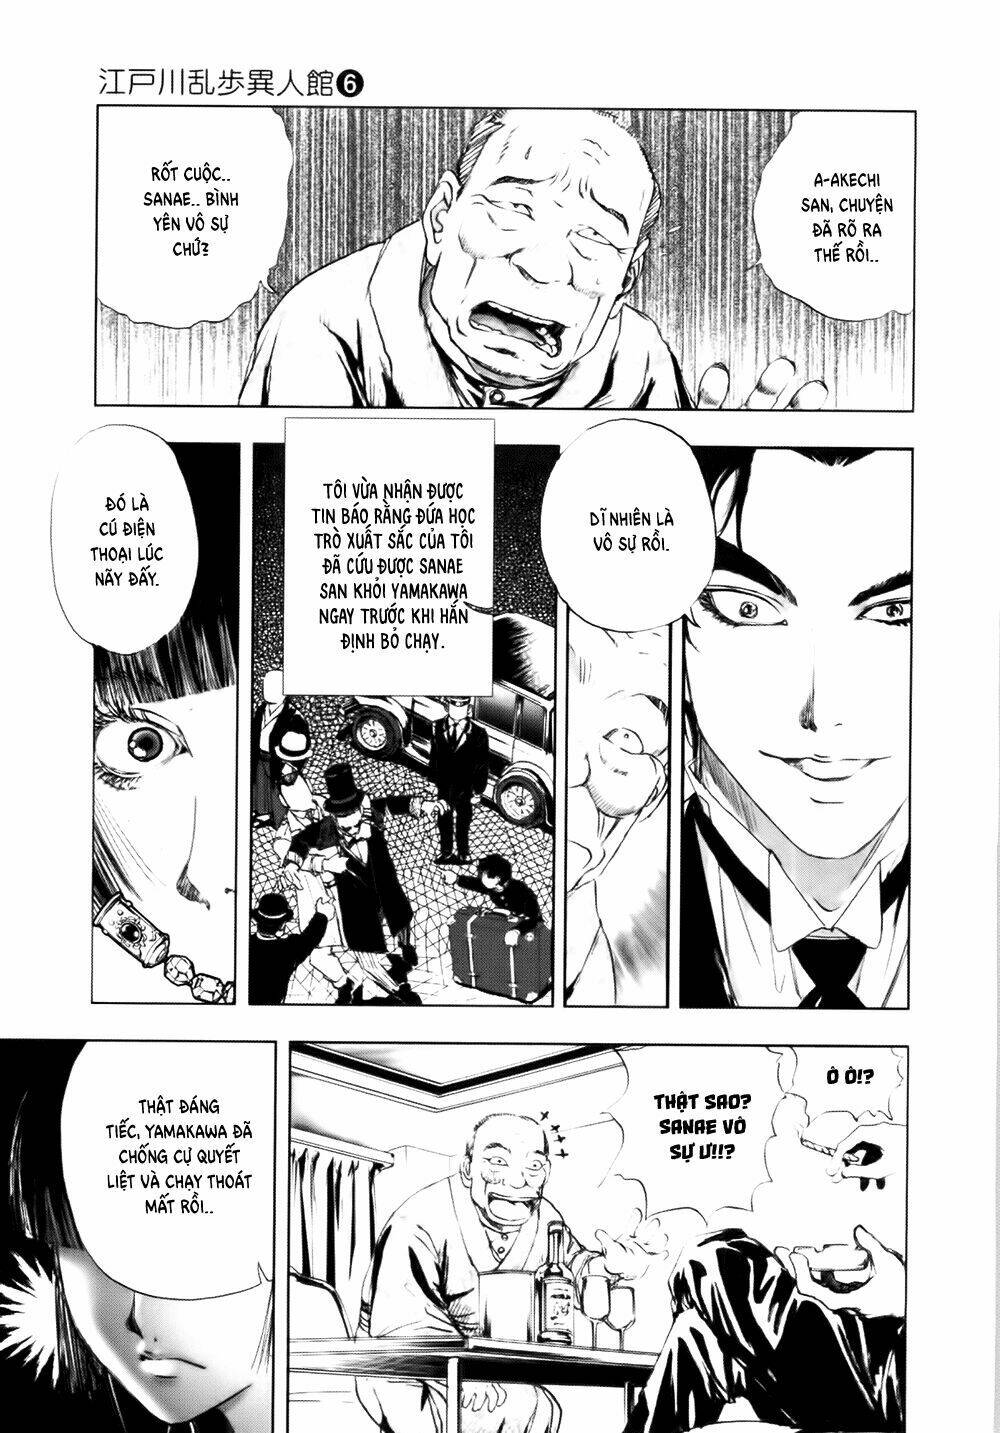 江戸川乱歩異人館❻
A-AKECHI
SAN, CHUYỆN
ĐÃ RÕ RA
THẾ RỒI..
RỐT CUỘC..
SANAE.. BÌNH
YÊN VÔ SỰ
CHỨ?
DĨ NHIÊN LÀ
VÔ SỰ RỒI.
TÔI VỪA NHẬN ĐƯỢC
TIN BÁO RẰNG ĐỨA HỌC
TRÒ XUẤT SẮC CỦA TÔI
ĐÃ CỨU ĐƯỢC SANAE
SAN KHỎI YAMAKAWA
NGAY TRƯỚC KHI HẮN
ĐỊNH BỎ CHẠY.
ĐÓ LÀ
CÚ ĐIỆN
THOẠI LÚC
NÃY ĐẤY.
Ô Ô!?
THẬT SAO?
SANAE VÔ
SỰ Ư!!?
THẬT ĐÁNG
TIẾC, YAMAKAWA ĐÃ
CHỐNG CỰ QUYẾT
LIỆT VÀ CHẠY THOÁT
MẤT RỒI..